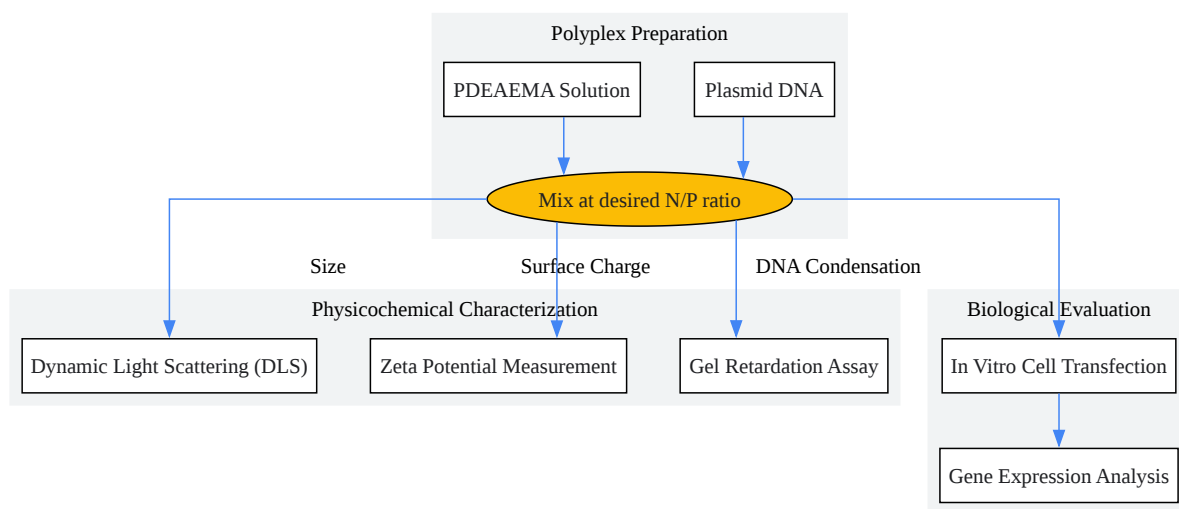 Polyplex Preparation
PDEAEMA Solution
Plasmid DNA
Mix at desired N/P ratio
Size
Surface Charge
DNA Condensation
Physicochemical Characterization
Biological Evaluation
Dynamic Light Scattering (DLS)
Zeta Potential Measurement
Gel Retardation Assay
In Vitro Cell Transfection
Gene Expression Analysis